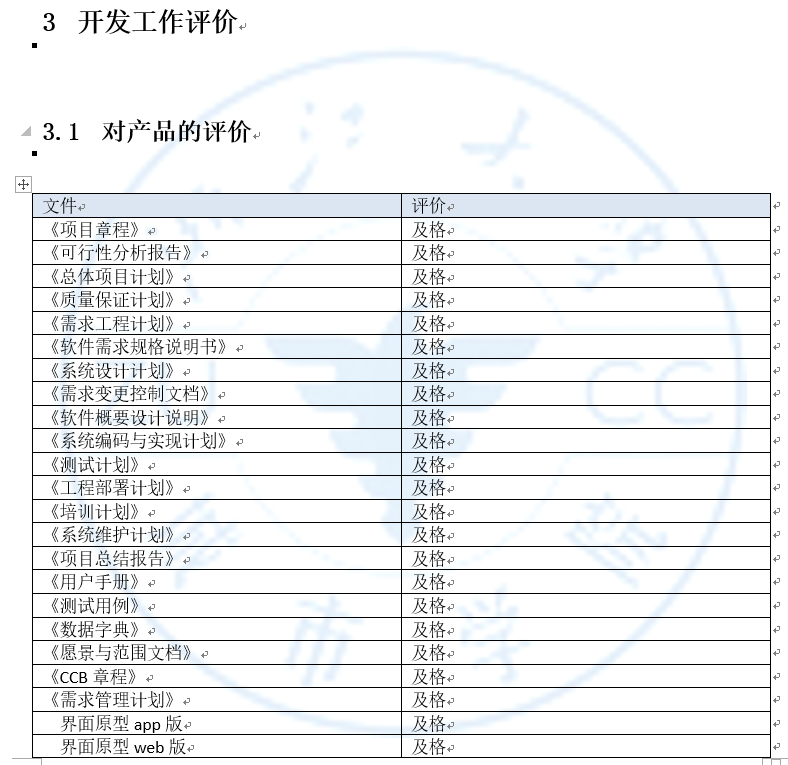 3 开发工作评价
3.1 对产品的评价
文件 评价
《项目章程》 及格
《可行性分析报告》 及格
《总体项目计划》 及格
《质量保证计划》 及格
《需求工程计划》 及格
《软件需求规格说明书》 及格
《系统设计计划》 及格
《需求变更控制文档》 及格
《软件概要设计说明》 及格
《系统编码与实现计划》 及格
《测试计划》 及格
《工程部署计划》 及格
《培训计划》 及格
《系统维护计划》 及格
《项目总结报告》 及格
《用户手册》 及格
《测试用例》 及格
《数据字典》 及格
《愿景与范围文档》 及格
《CCB 章程》 及格
《需求管理计划》 及格
界面原型 app 版 及格
界面原型 web 版 及格